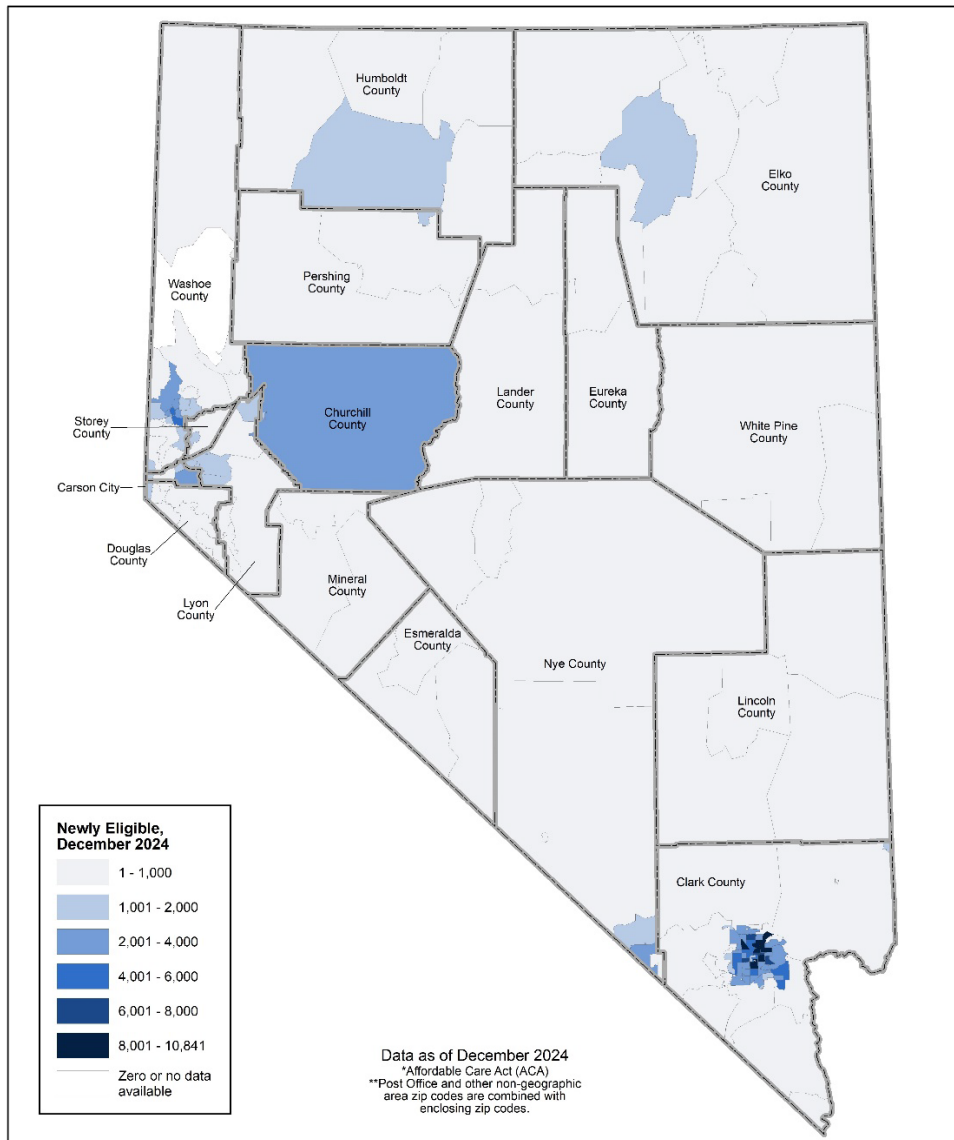 Humboldt
County
Elko
County
Washoe
County
Pershing
County
Storey
County
Churchill
County
Lander
County
Eureka
County
White Pine
County
Carson City
Douglas
County
Lyon
County
Mineral
County
Esmeralda
County
Nye County
Lincoln
County
Clark County
Newly Eligible,
December 2024
1 - 1,000
1,001 - 2,000
2,001 - 4,000
4,001 - 6,000
6,001 - 8,000
8,001 - 10,841
Zero or no data
available
Data as of December 2024
*Affordable Care Act (ACA)
**Post Office and other non-geographic
area zip codes are combined with
enclosing zip codes.